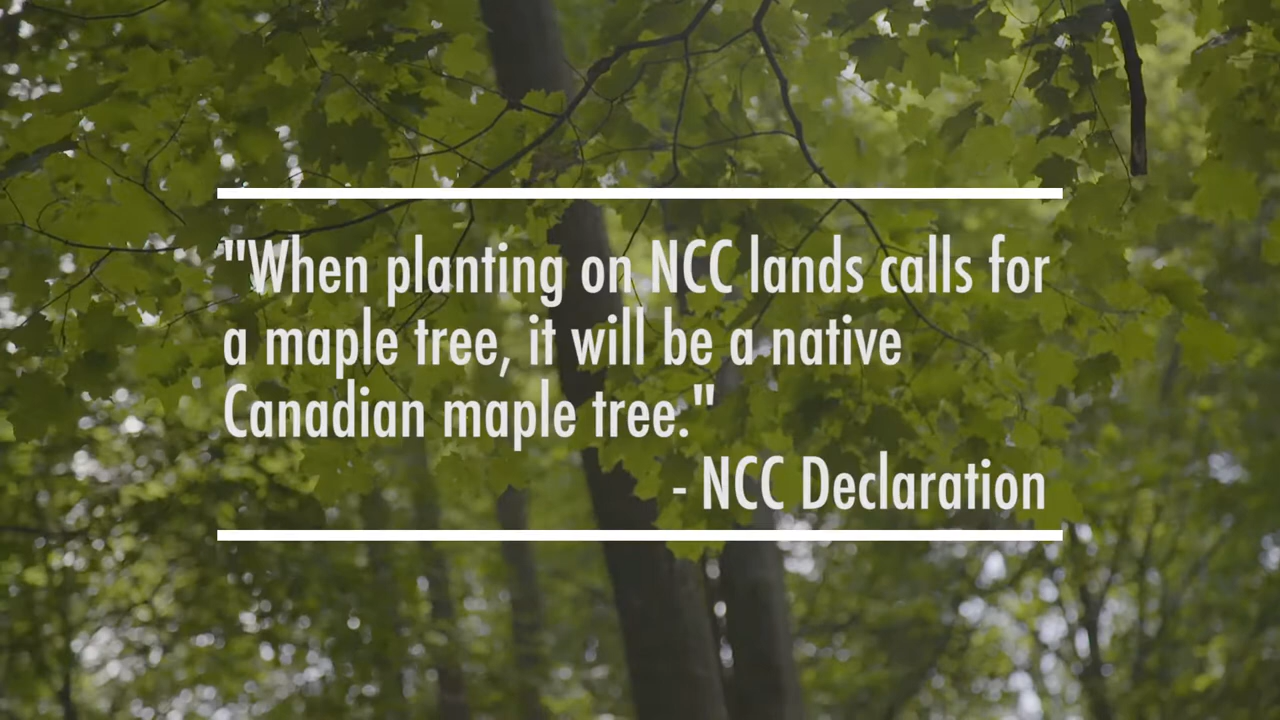 "When planting on NCC lands calls for
a maple tree, it will be a native
Canadian maple tree."
- NCC Declaration